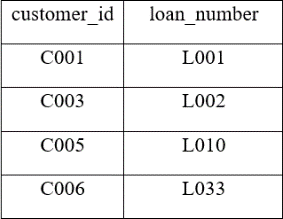 customer_id loan_number
C001 L001
C003 L002
C005 L010
C006 L033